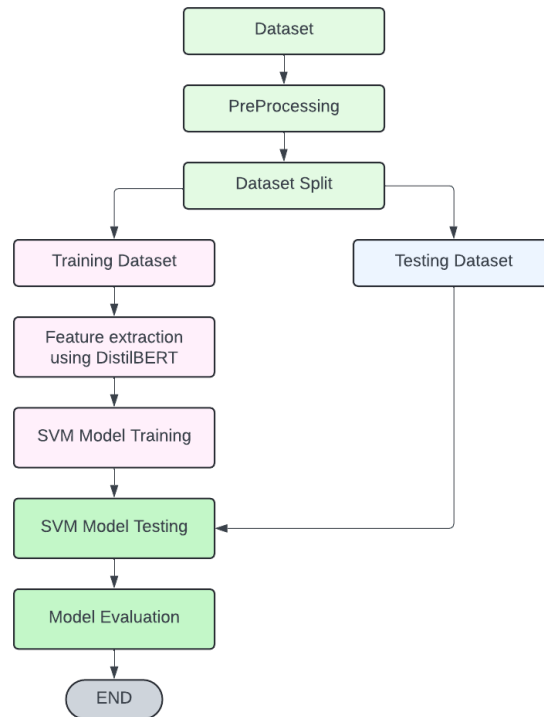 Dataset
PreProcessing
Dataset Split
Training Dataset
Testing Dataset
Feature extraction
using DistilBERT
SVM Model Training
SVM Model Testing
Model Evaluation
END